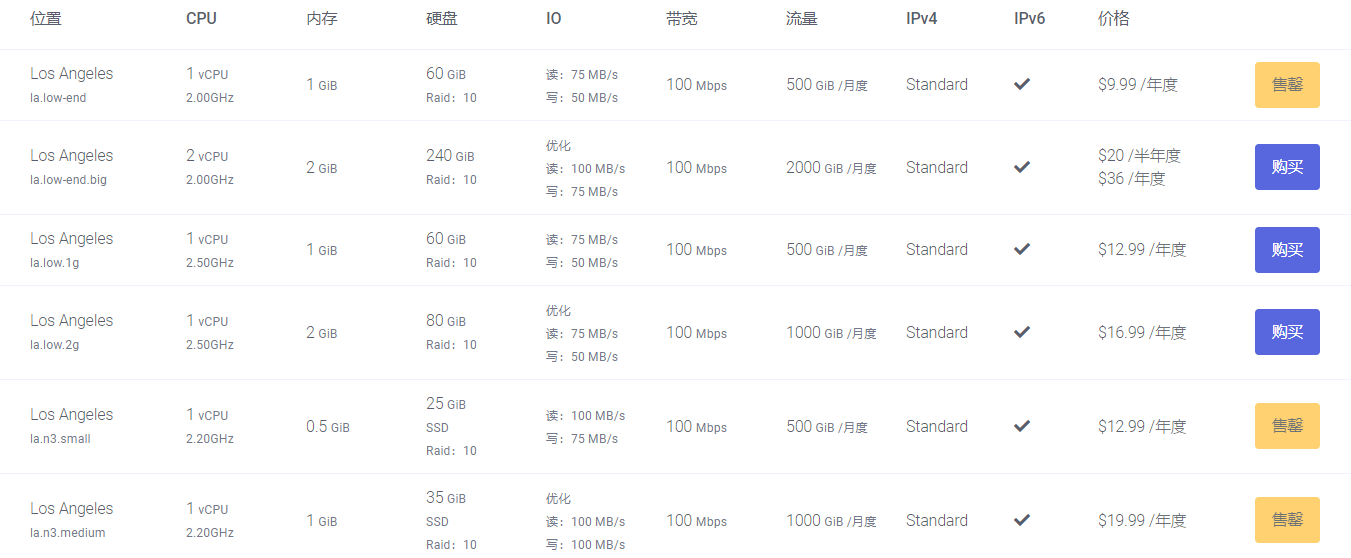 位置 CPU 内存 硬盘 IO 带宽 流量 IPv4 IPv6 价格
Los Angeles
la.low-end
1 vCPU
2.00GHz
1 GiB
60 GiB
Raid：10
读：75 MB/s
写：50 MB/s
100 Mbps
500 GiB /月度
Standard
$9.99 /年度
售罄
Los Angeles
la.low-end.big
2 vCPU
2.00GHz
2 GiB
240 GiB
Raid：10
优化
读：100 MB/s
写：75 MB/s
100 Mbps
2000 GiB /月度
Standard
$20 /半年度
$36 /年度
购买
Los Angeles
la.low.1g
1 vCPU
2.50GHz
1 GiB
60 GiB
Raid：10
读：75 MB/s
写：50 MB/s
100 Mbps
500 GiB /月度
Standard
$12.99 /年度
购买
Los Angeles
la.low.2g
1 vCPU
2.50GHz
2 GiB
80 GiB
Raid：10
优化
读：75 MB/s
写：50 MB/s
100 Mbps
1000 GiB /月度
Standard
$16.99 /年度
购买
Los Angeles
la.n3.small
1 vCPU
2.20GHz
0.5 GiB
25 GiB
SSD
Raid：10
读：100 MB/s
写：75 MB/s
100 Mbps
500 GiB /月度
Standard
$12.99 /年度
售罄
Los Angeles
la.n3.medium
1 vCPU
2.20GHz
1 GiB
35 GiB
SSD
Raid：10
优化
读：100 MB/s
写：100 MB/s
100 Mbps
1000 GiB /月度
Standard
$19.99 /年度
售罄